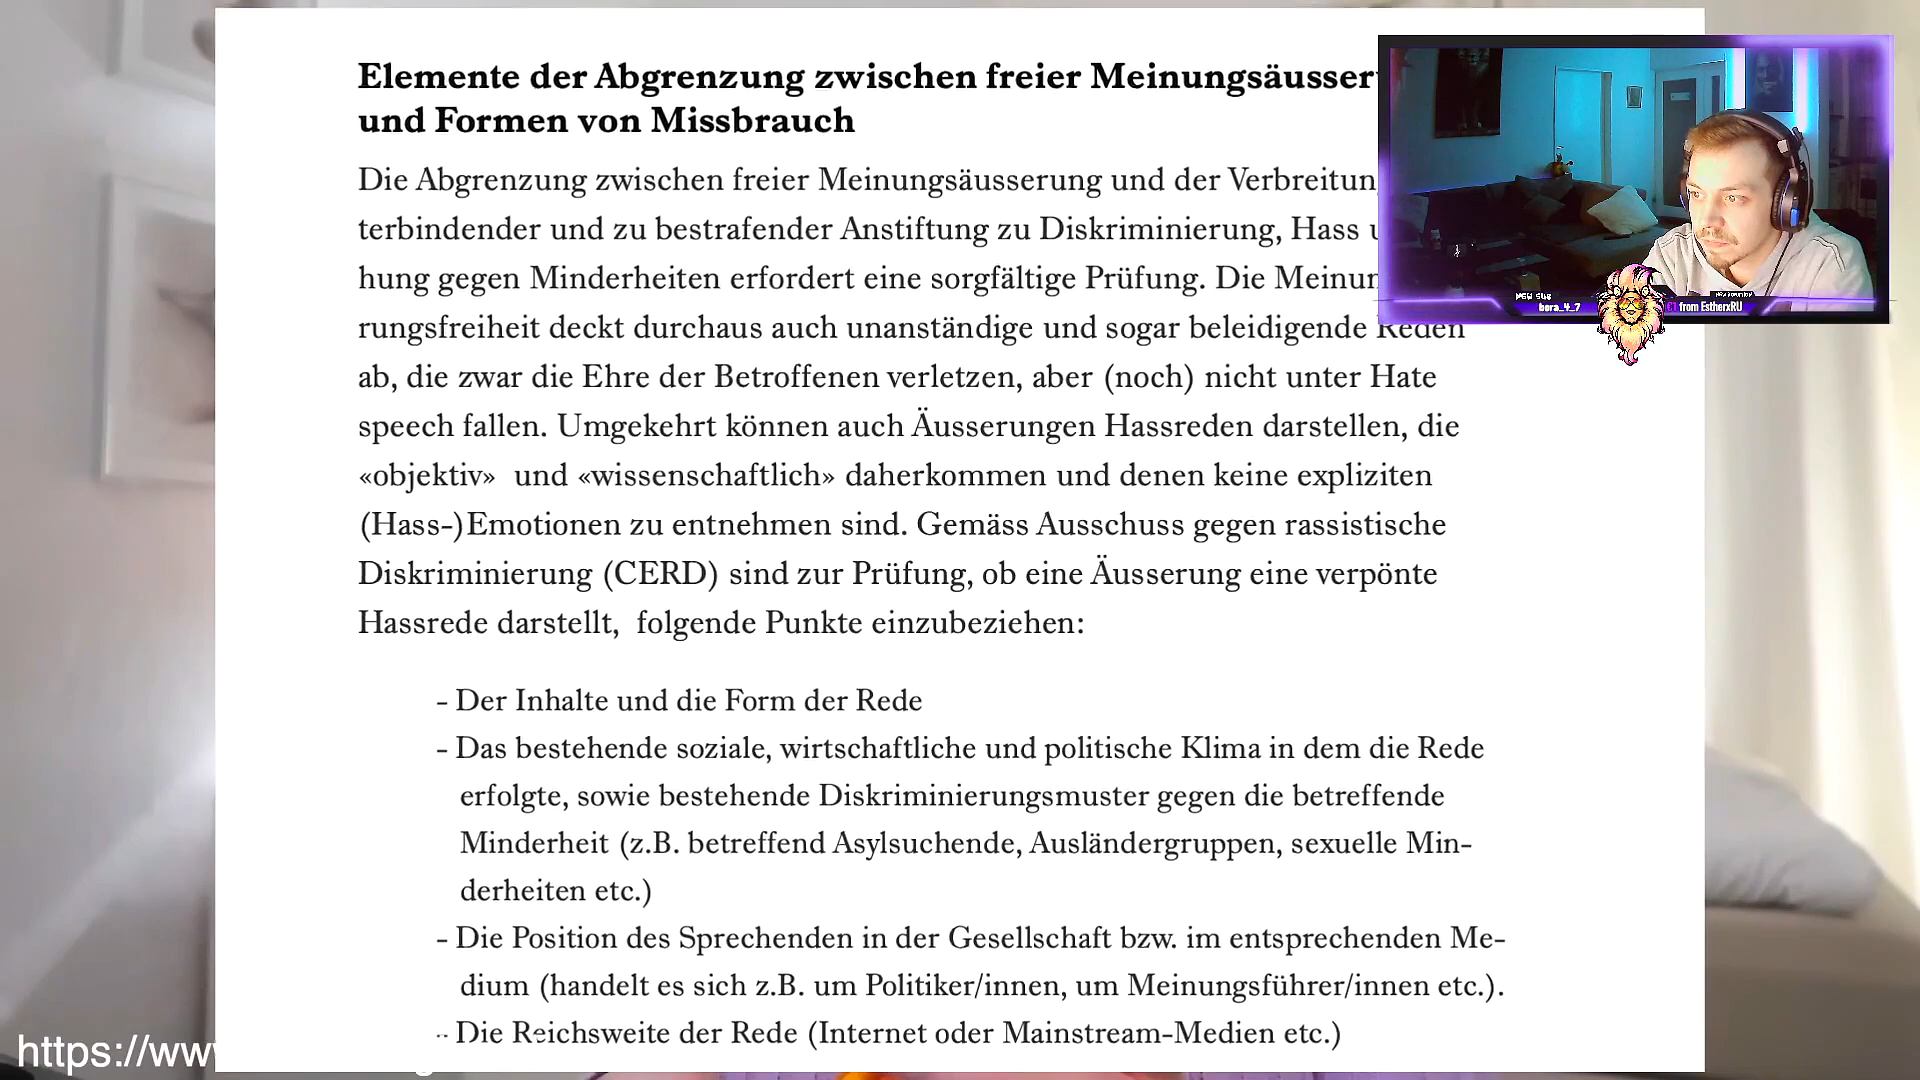 Elemente der Abgrenzung zwischen freier Meinungsäusser
und Formen von Missbrauch
Die Abgrenzung zwischen freier Meinungsäusserung und der Verbreitun
terbindender und zu bestrafender Anstiftung zu Diskriminierung, Hass u
hung gegen Minderheiten erfordert eine sorgfältige Prüfung. Die Meinun
rungsfreiheit deckt durchaus auch unanständige und sogar beleidigende Reden
ab, die zwar die Ehre der Betroffenen verletzen, aber (noch) nicht unter Hate
speech fallen. Umgekehrt können auch Äusserungen Hassreden darstellen, die
«objektiv» und «wissenschaftlich» daherkommen und denen keine expliziten
(Hass-)Emotionen zu entnehmen sind. Gemäss Ausschuss gegen rassistische
Diskriminierung (CERD) sind zur Prüfung, ob eine Äusserung eine verpönte
Hassrede darstellt, folgende Punkte einzubeziehen:
- Der Inhalte und die Form der Rede
- Das bestehende soziale, wirtschaftliche und politische Klima in dem die Rede
erfolgte, sowie bestehende Diskriminierungsmuster gegen die betreffende
Minderheit (z.B. betreffend Asylsuchende, Ausländergruppen, sexuelle Min-
derheiten etc.)
- Die Position des Sprechenden in der Gesellschaft bzw. im entsprechenden Me-
dium (handelt es sich z.B. um Politiker/innen, um Meinungsführer/innen etc.).
- Die Reichsweite der Rede (Internet oder Mainstream-Medien etc.)
https://www
New sub
bora_4_7
€1 from EstherxRU